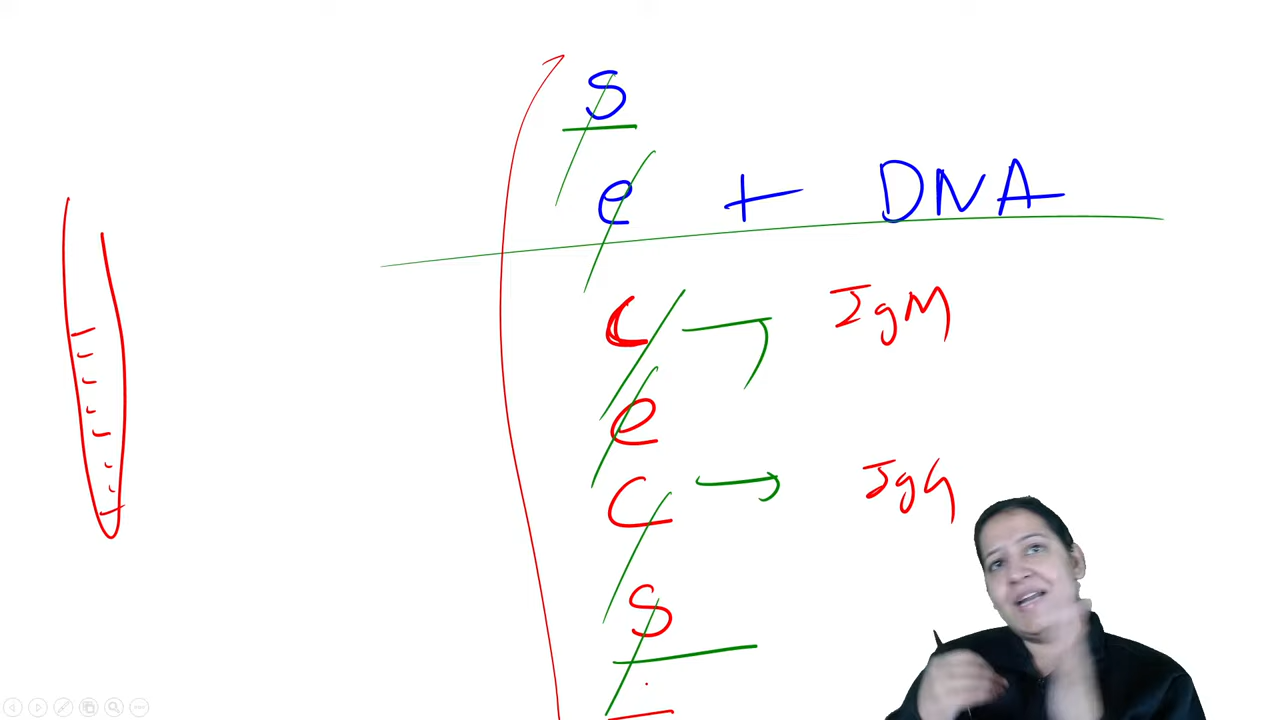 s
e + DNA
c IgM
e
c IgG
s